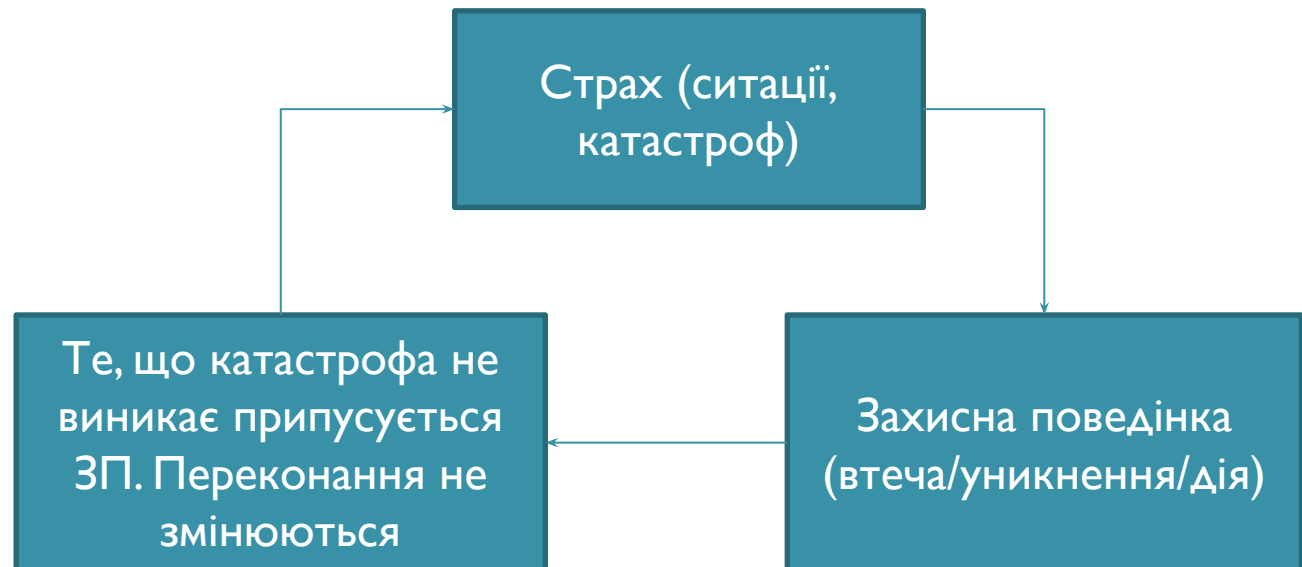 Страх (ситації,
катастроф)
Те, що катастрофа не
виникає припусується
ЗП. Переконання не
змінюються
Захисна поведінка
(втеча/уникнення/дія)